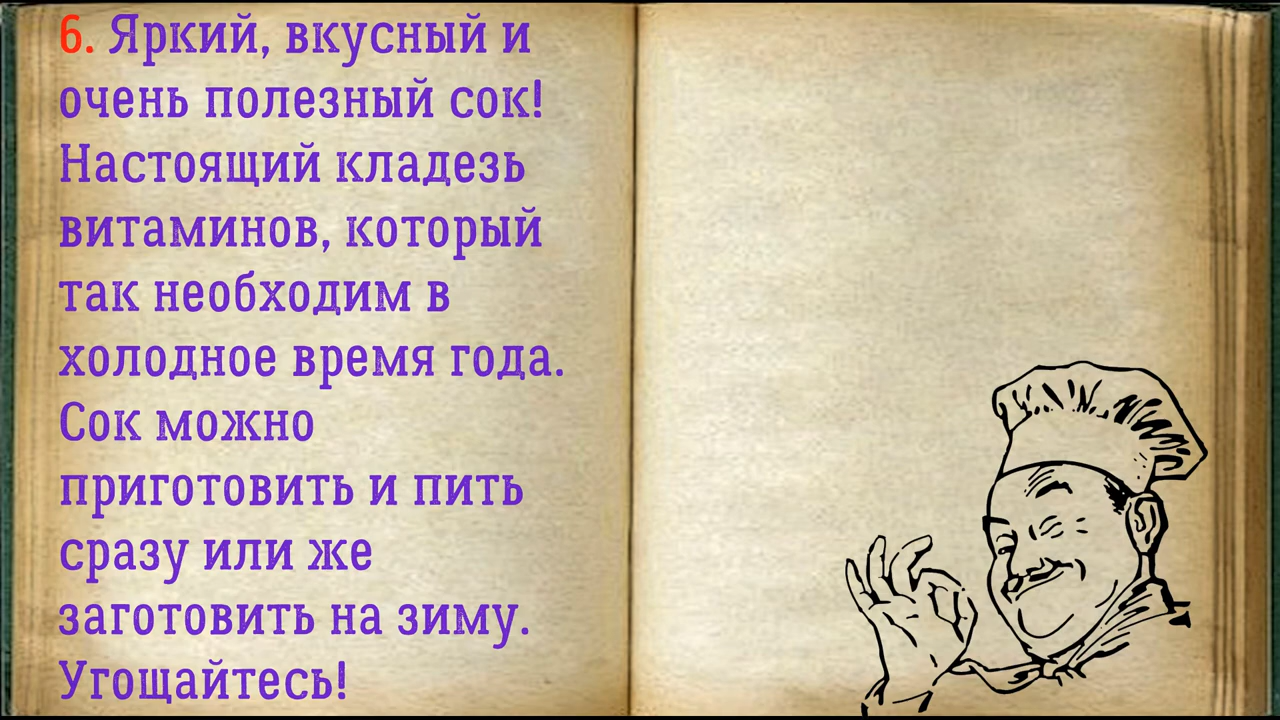 6. Яркий, вкусный и
очень полезный сок!
Настоящий кладезь
витаминов, который
так необходим в
холодное время года.
Сок можно
приготовить и пить
сразу или же
заготовить на зиму.
Угощайтесь!